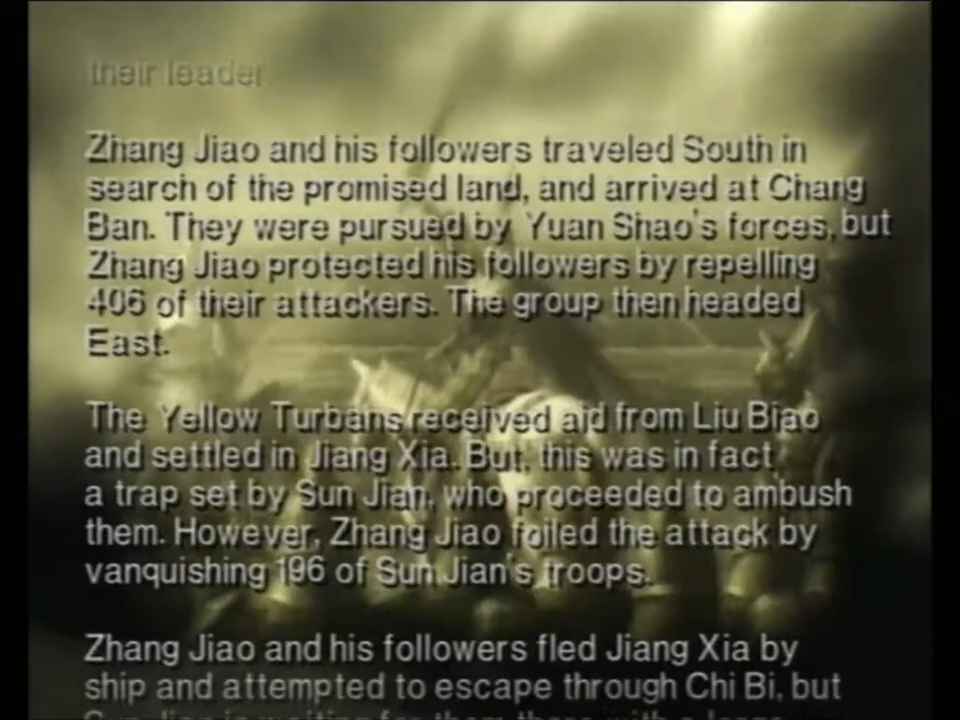 their leader
Zhang Jiao and his followers traveled South in
search of the promised land, and arrived at Chang
Ban. They were pursued by Yuan Shao's forces, but
Zhang Jiao protected his followers by repelling
406 of their attackers. The group then headed
East.
The Yellow Turbans received aid from Liu Biao
and settled in Jiang Xia. But, this was in fact
a trap set by Sun Jian, who proceeded to ambush
them. However, Zhang Jiao foiled the attack by
vanquishing 196 of Sun Jian's troops.
Zhang Jiao and his followers fled Jiang Xia by
ship and attempted to escape through Chi Bi, but